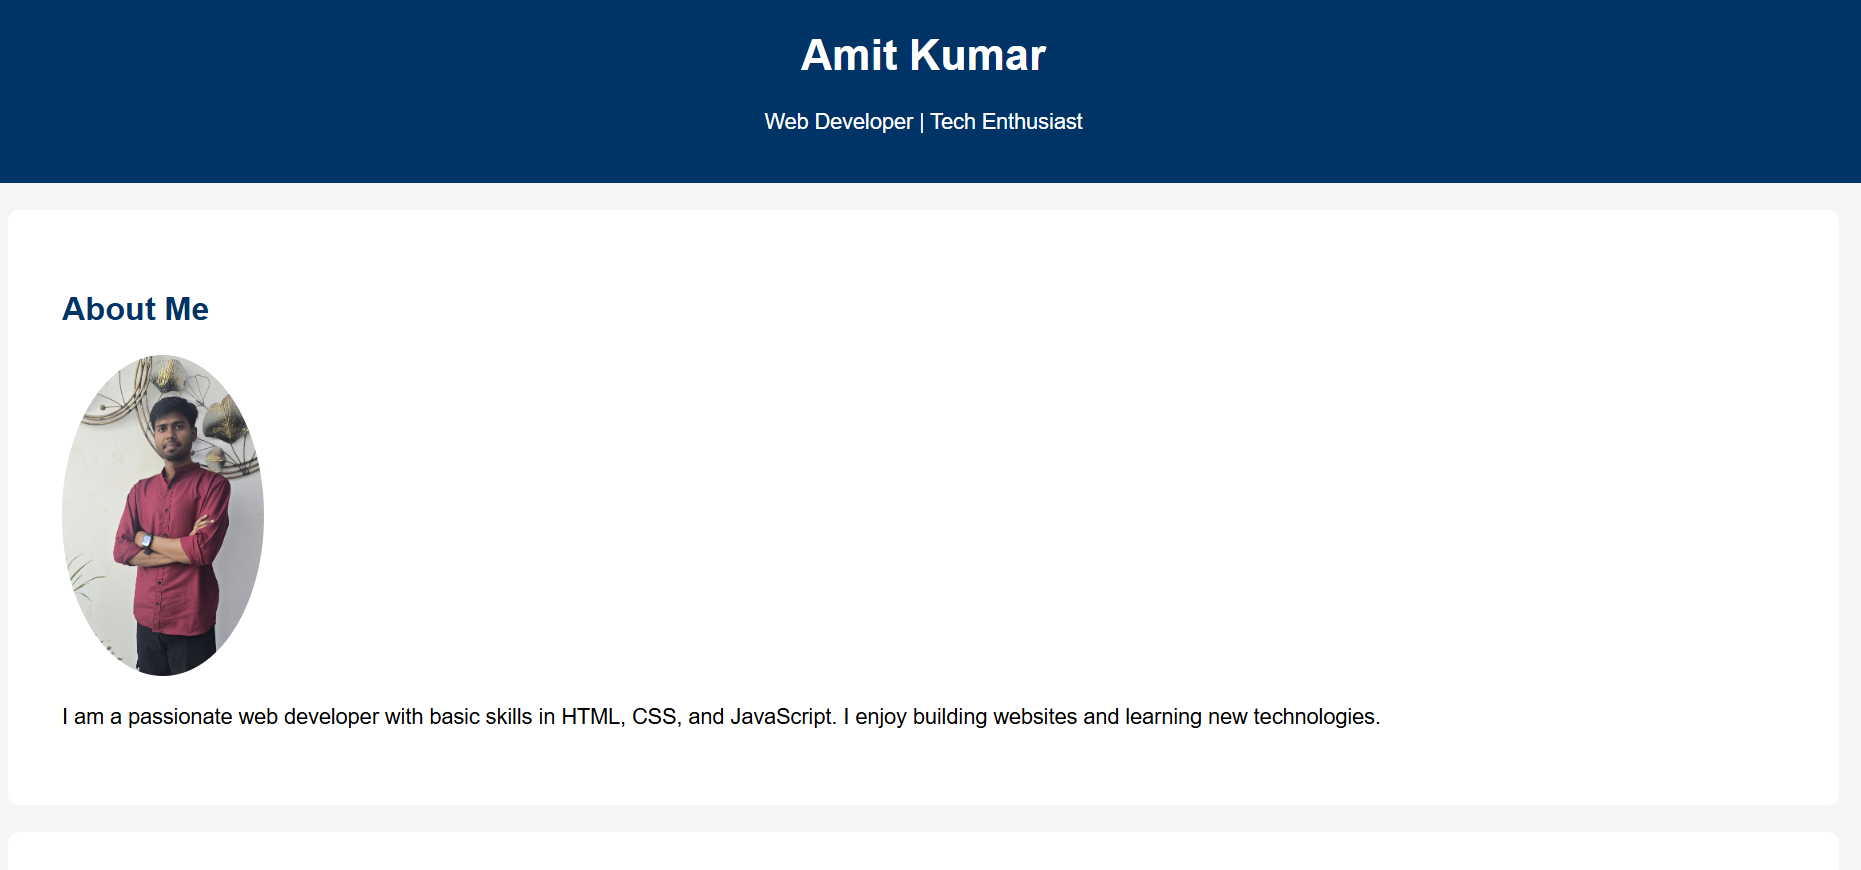 Amit Kumar
Web Developer | Tech Enthusiast
About Me
I am a passionate web developer with basic skills in HTML, CSS, and JavaScript. I enjoy building websites and learning new technologies.